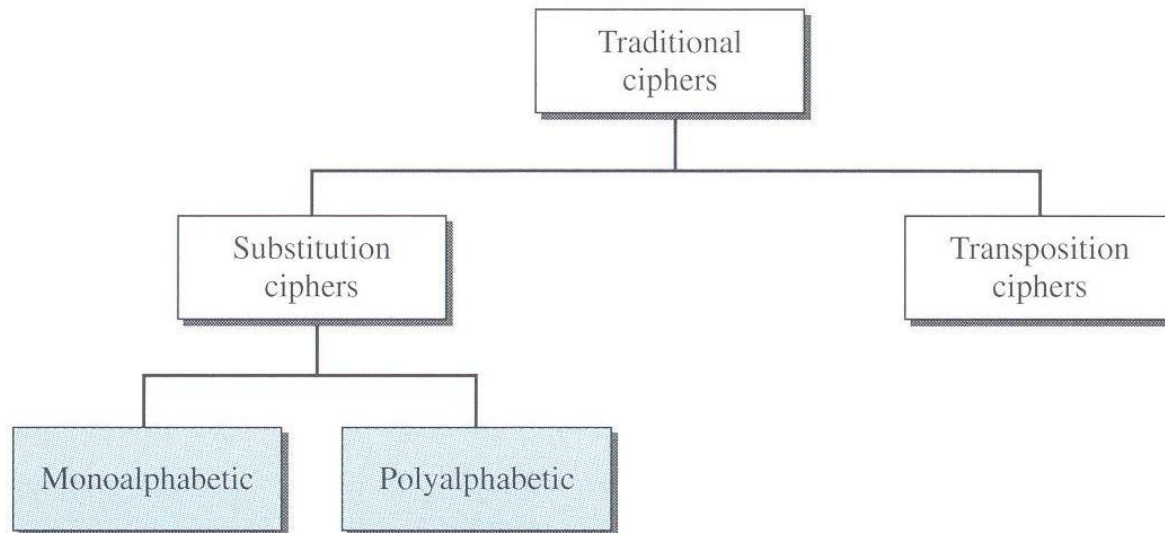 Traditional
ciphers
Substitution
ciphers
Transposition
ciphers
Monoalphabetic
Polyalphabetic